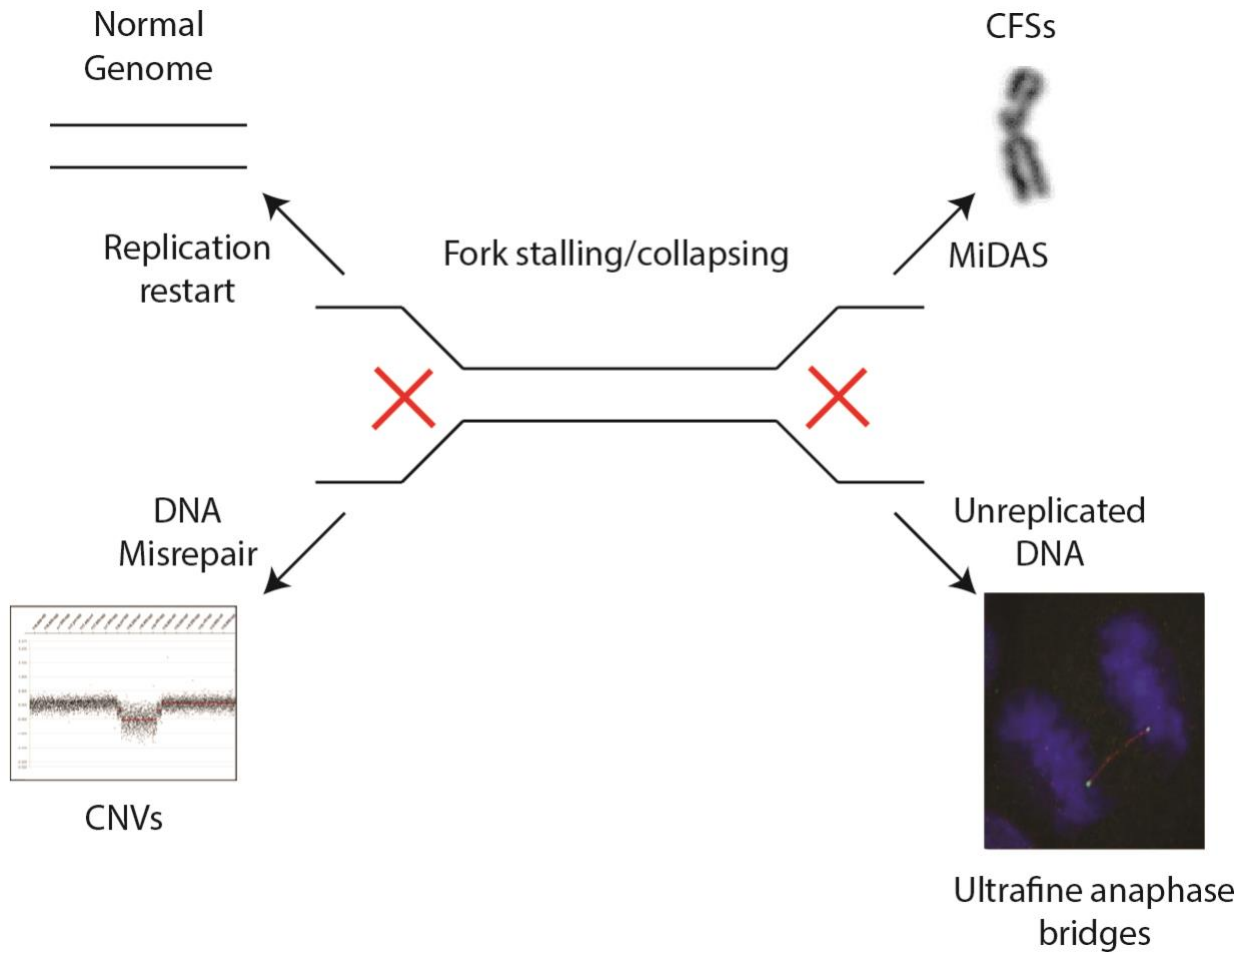 Normal
Genome
CFSs
Replication
restart
Fork stalling/collapsing
MiDAS
DNA
Misrepair
Unreplicated
DNA
CNVs
Ultrafine anaphase
bridges